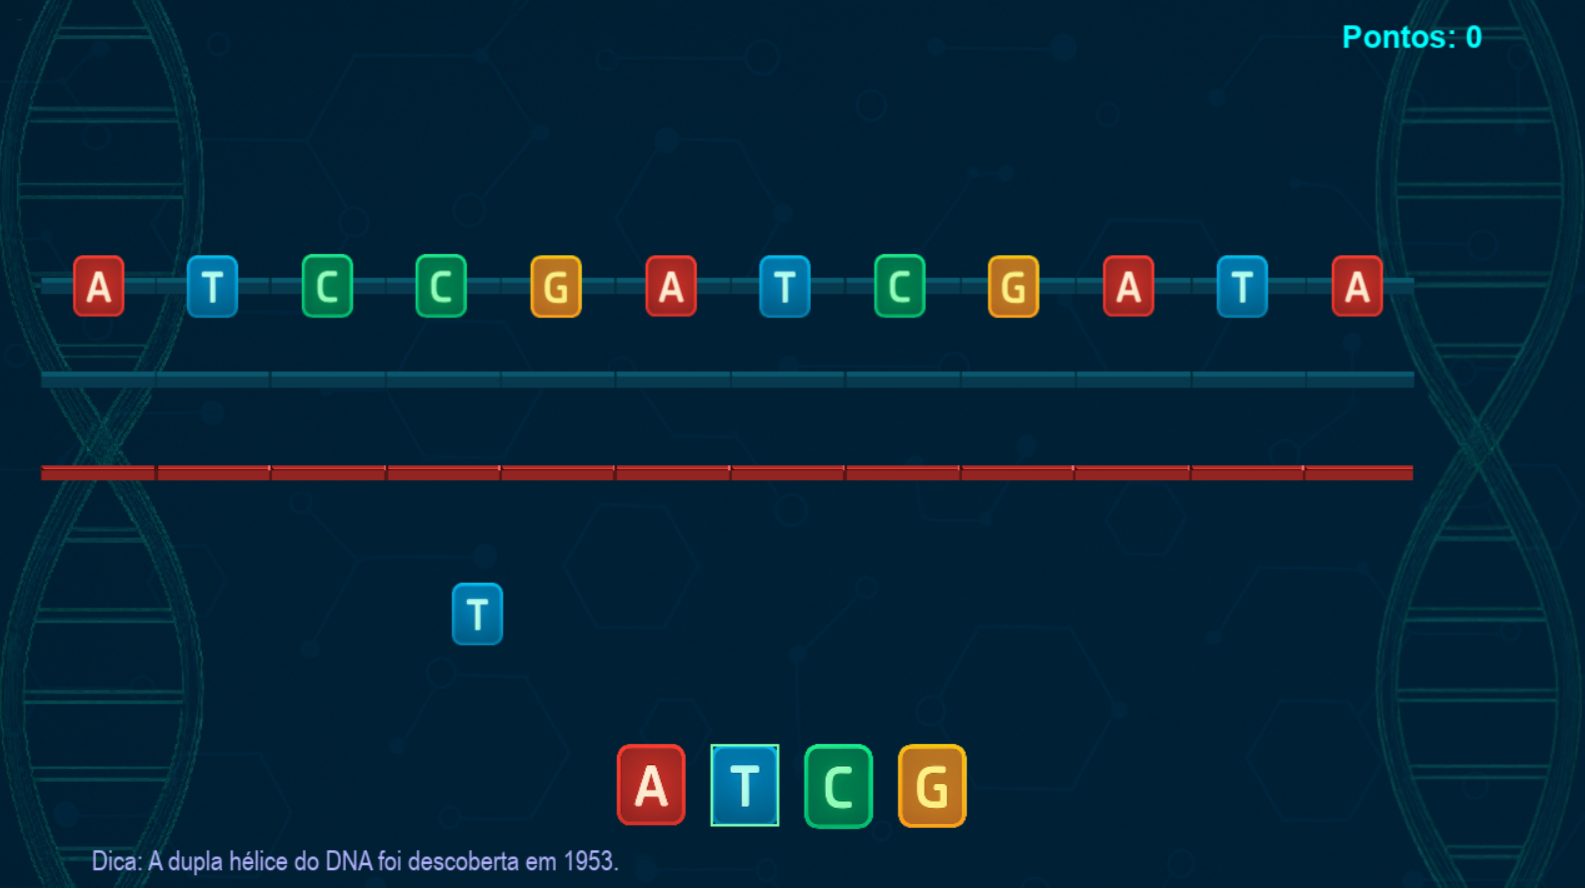 Pontos: 0
A T C C G A T C G A T A
T
A T C G
Dica: A dupla hélice do DNA foi descoberta em 1953.